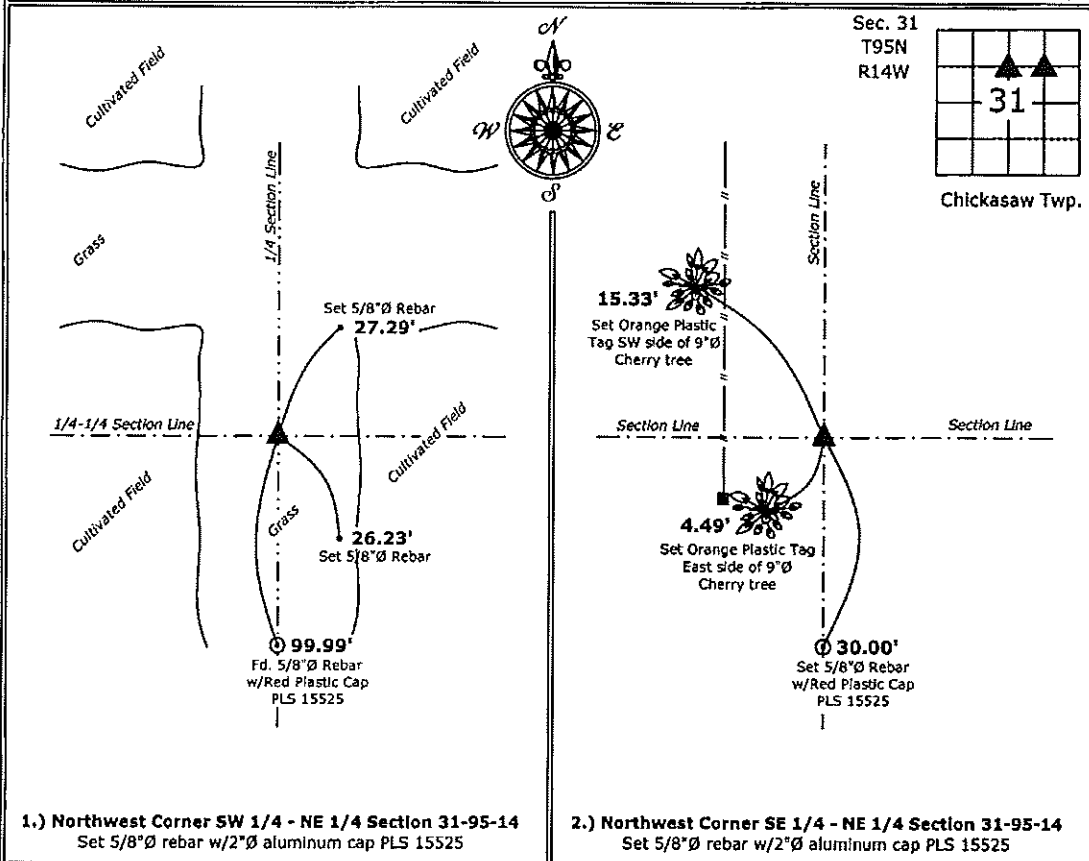 Sec. 31
T95N
R14W
31
Chickasaw Twp.
N
W
E
S
Cultivated Field
Cultivated Field
Grass
1/4 Section Line
Set 5/8"Ø Rebar
27.29'
1/4-1/4 Section Line
Cultivated Field
Cultivated Field
Grass
26.23'
Set 5/8"Ø Rebar
99.99'
Fd. 5/8"Ø Rebar
w/Red Plastic Cap
PLS 15525
1.) Northwest Corner SW 1/4 - NE 1/4 Section 31-95-14
Set 5/8"Ø rebar w/2"Ø aluminum cap PLS 15525
Section Line
15.33'
Set Orange Plastic
Tag SW side of 9"Ø
Cherry tree
Section Line
Section Line
4.49'
Set Orange Plastic Tag
East side of 9"Ø
Cherry tree
30.00'
Set 5/8"Ø Rebar
w/Red Plastic Cap
PLS 15525
2.) Northwest Corner SE 1/4 - NE 1/4 Section 31-95-14
Set 5/8"Ø rebar w/2"Ø aluminum cap PLS 15525